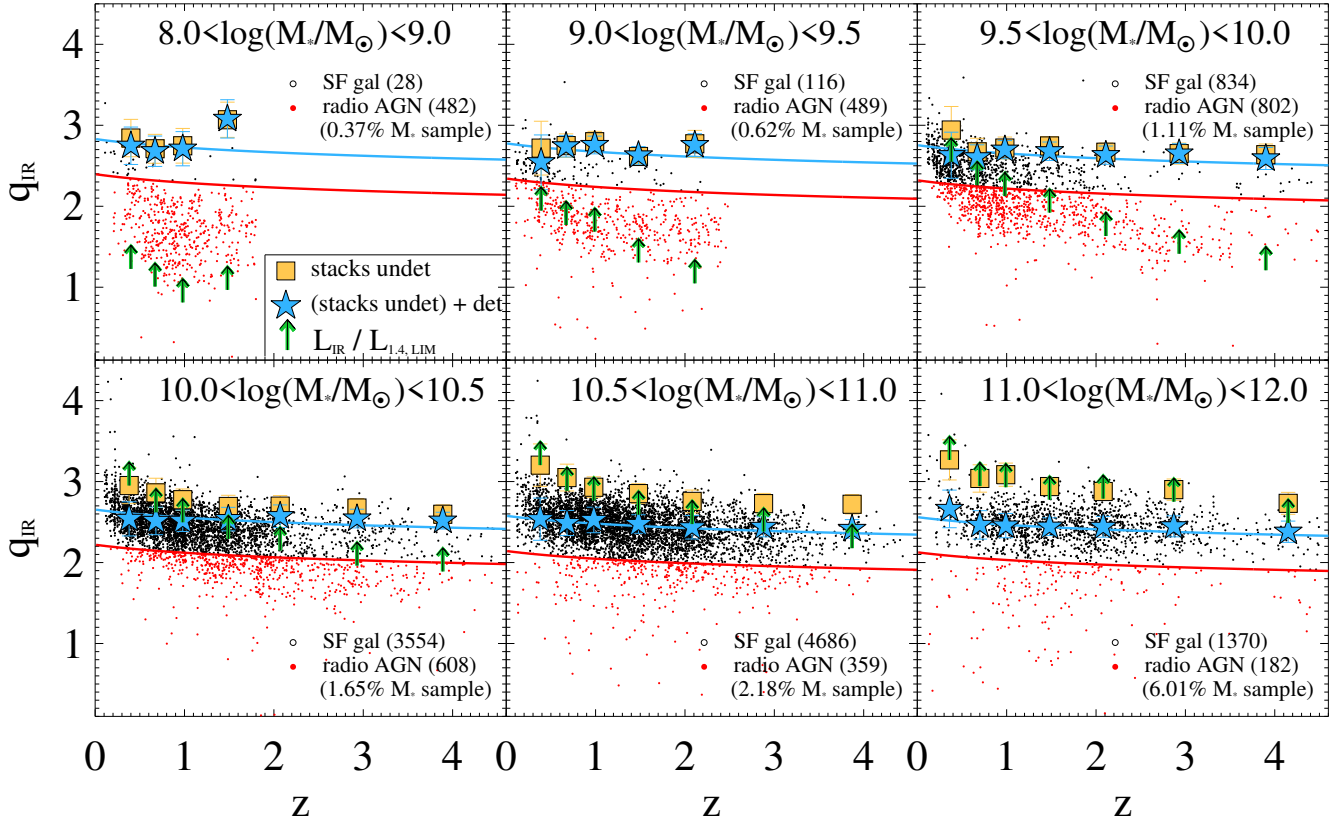 8.0<log(M*/M⊙)<9.0
SF gal (28)
radio AGN (482)
(0.37% M* sample)
stacks undet
(stacks undet) + det
L_IR / L_1.4, LIM
9.0<log(M*/M⊙)<9.5
SF gal (116)
radio AGN (489)
(0.62% M* sample)
9.5<log(M*/M⊙)<10.0
SF gal (834)
radio AGN (802)
(1.11% M* sample)
q_IR
4
3
2
1
10.0<log(M*/M⊙)<10.5
SF gal (3554)
radio AGN (608)
(1.65% M* sample)
10.5<log(M*/M⊙)<11.0
SF gal (4686)
radio AGN (359)
(2.18% M* sample)
11.0<log(M*/M⊙)<12.0
SF gal (1370)
radio AGN (182)
(6.01% M* sample)
q_IR
4
3
2
1
0 1 2 3 4 0 1 2 3 4 0 1 2 3 4
z z z